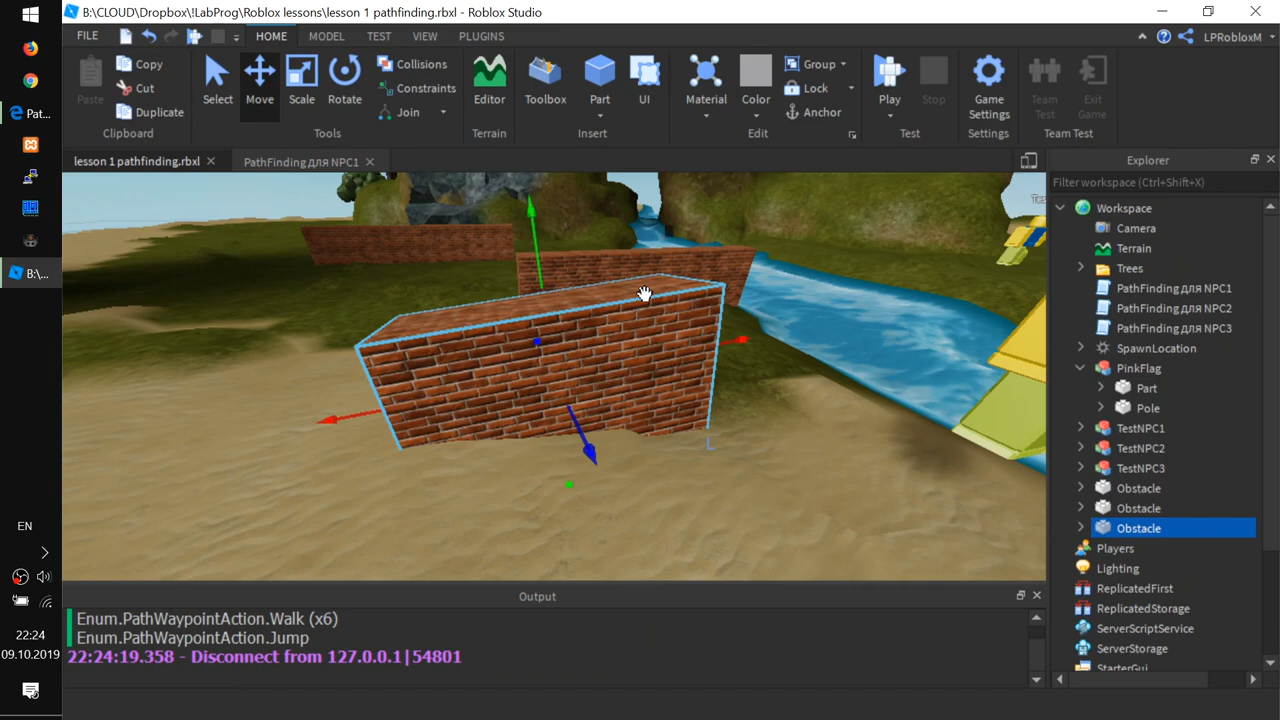 B:\CLOUD\Dropbox\!LabProg\Roblox lessons\lesson 1 pathfinding.rbxl - Roblox Studio
FILE
HOME
MODEL
TEST
VIEW
PLUGINS
LPRobloxM
Paste
Copy
Cut
Duplicate
Clipboard
Select
Move
Scale
Rotate
Collisions
Constraints
Join
Tools
Editor
Terrain
Toolbox
Part
UI
Insert
Material
Color
Group
Lock
Anchor
Edit
Play
Stop
Test
Game
Settings
Settings
Team
Test
Exit
Game
Team Test
lesson 1 pathfinding.rbxl
PathFinding для NPC1
Explorer
Filter workspace (Ctrl+Shift+X)
Workspace
Camera
Terrain
Trees
PathFinding для NPC1
PathFinding для NPC2
PathFinding для NPC3
SpawnLocation
PinkFlag
Part
Pole
TestNPC1
TestNPC2
TestNPC3
Obstacle
Obstacle
Obstacle
Players
Lighting
ReplicatedFirst
ReplicatedStorage
ServerScriptService
ServerStorage
StarterGui
Output
Enum.PathWaypointAction.Walk (x6)
Enum.PathWaypointAction.Jump
22:24:19.358 - Disconnect from 127.0.0.1|54801
Pat...
B:\...
EN
22:24
09.10.2019